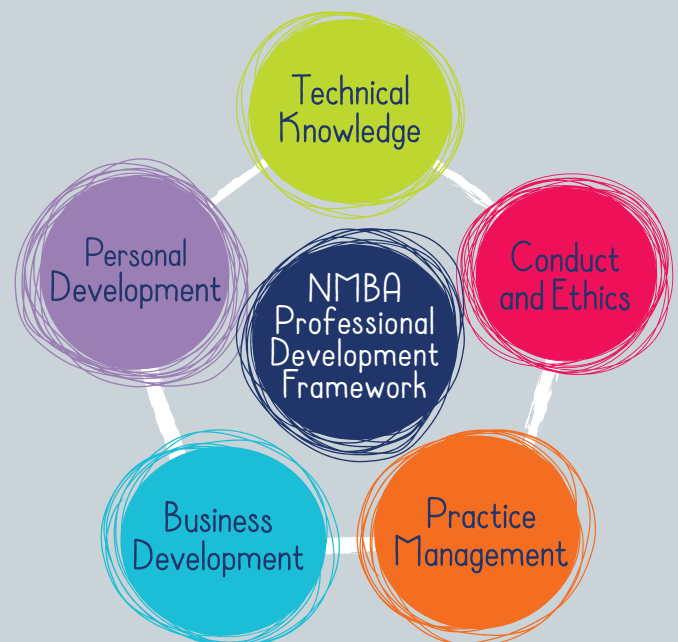 Technical
Knowledge
Personal
Development
Conduct
and Ethics
NMBA
Professional
Development
Framework
Business
Development
Practice
Management